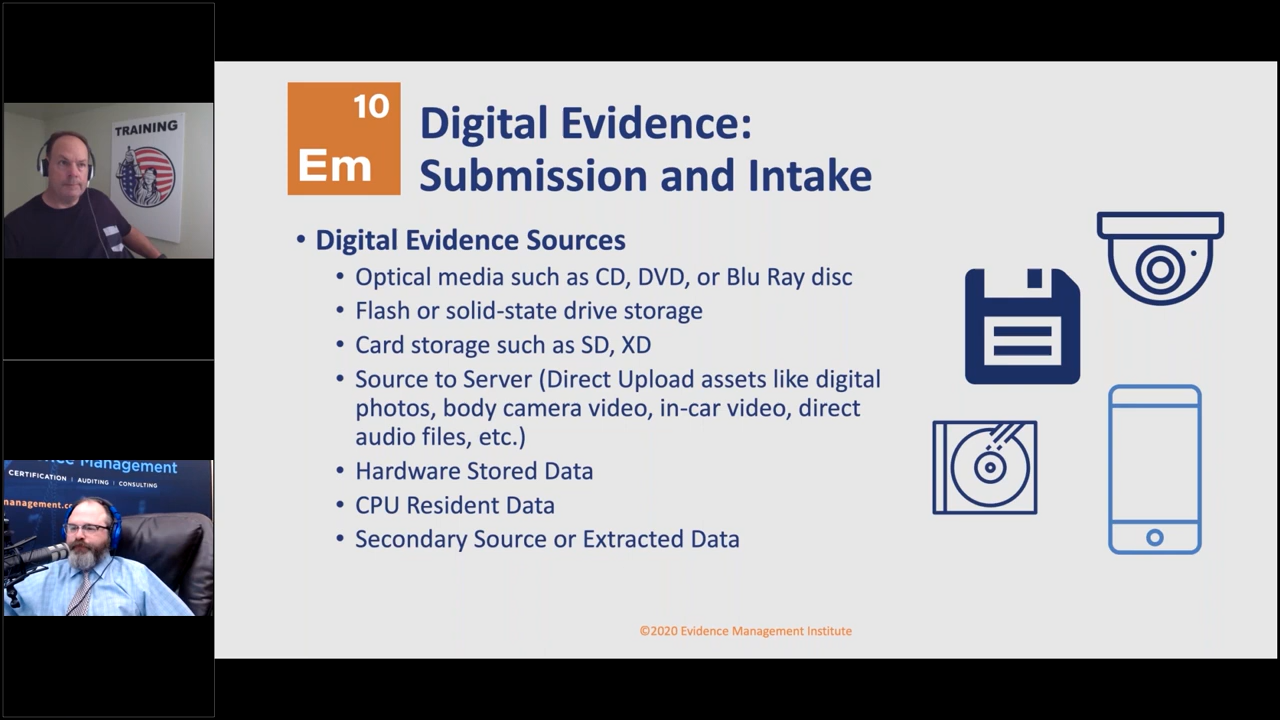 TRAINING
ence Management
CERTIFICATION | AUDITING | CONSULTING
management.c
10
Em
Digital Evidence:
Submission and Intake
• Digital Evidence Sources
• Optical media such as CD, DVD, or Blu Ray disc
• Flash or solid-state drive storage
• Card storage such as SD, XD
• Source to Server (Direct Upload assets like digital
photos, body camera video, in-car video, direct
audio files, etc.)
• Hardware Stored Data
• CPU Resident Data
• Secondary Source or Extracted Data
©2020 Evidence Management Institute